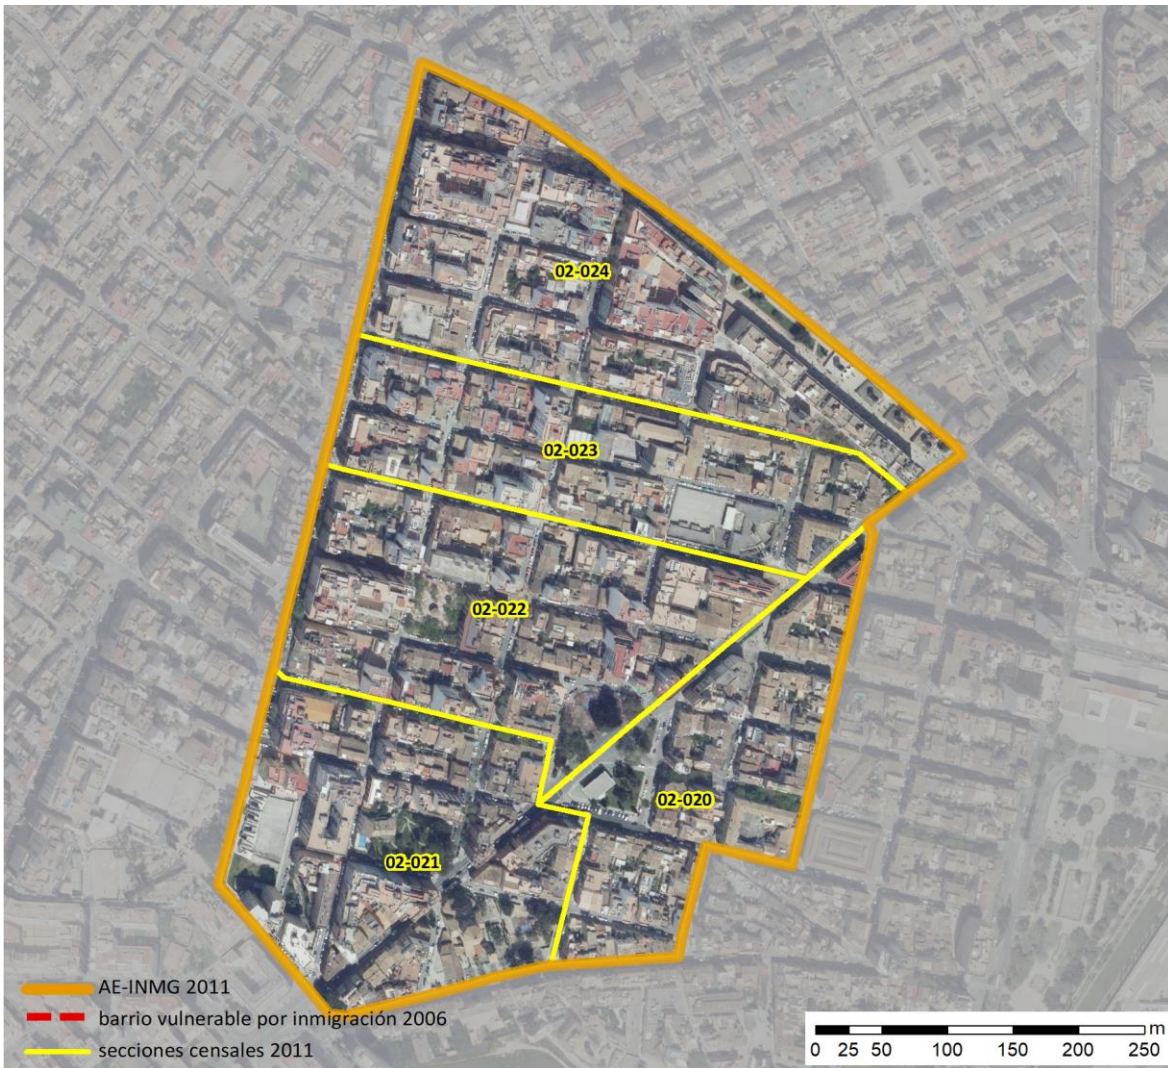 02-024
02-023
02-022
02-020
02-021
AE-INMG 2011
barrio vulnerable por inmigración 2006
secciones censales 2011
m
0 25 50 100 150 200 250